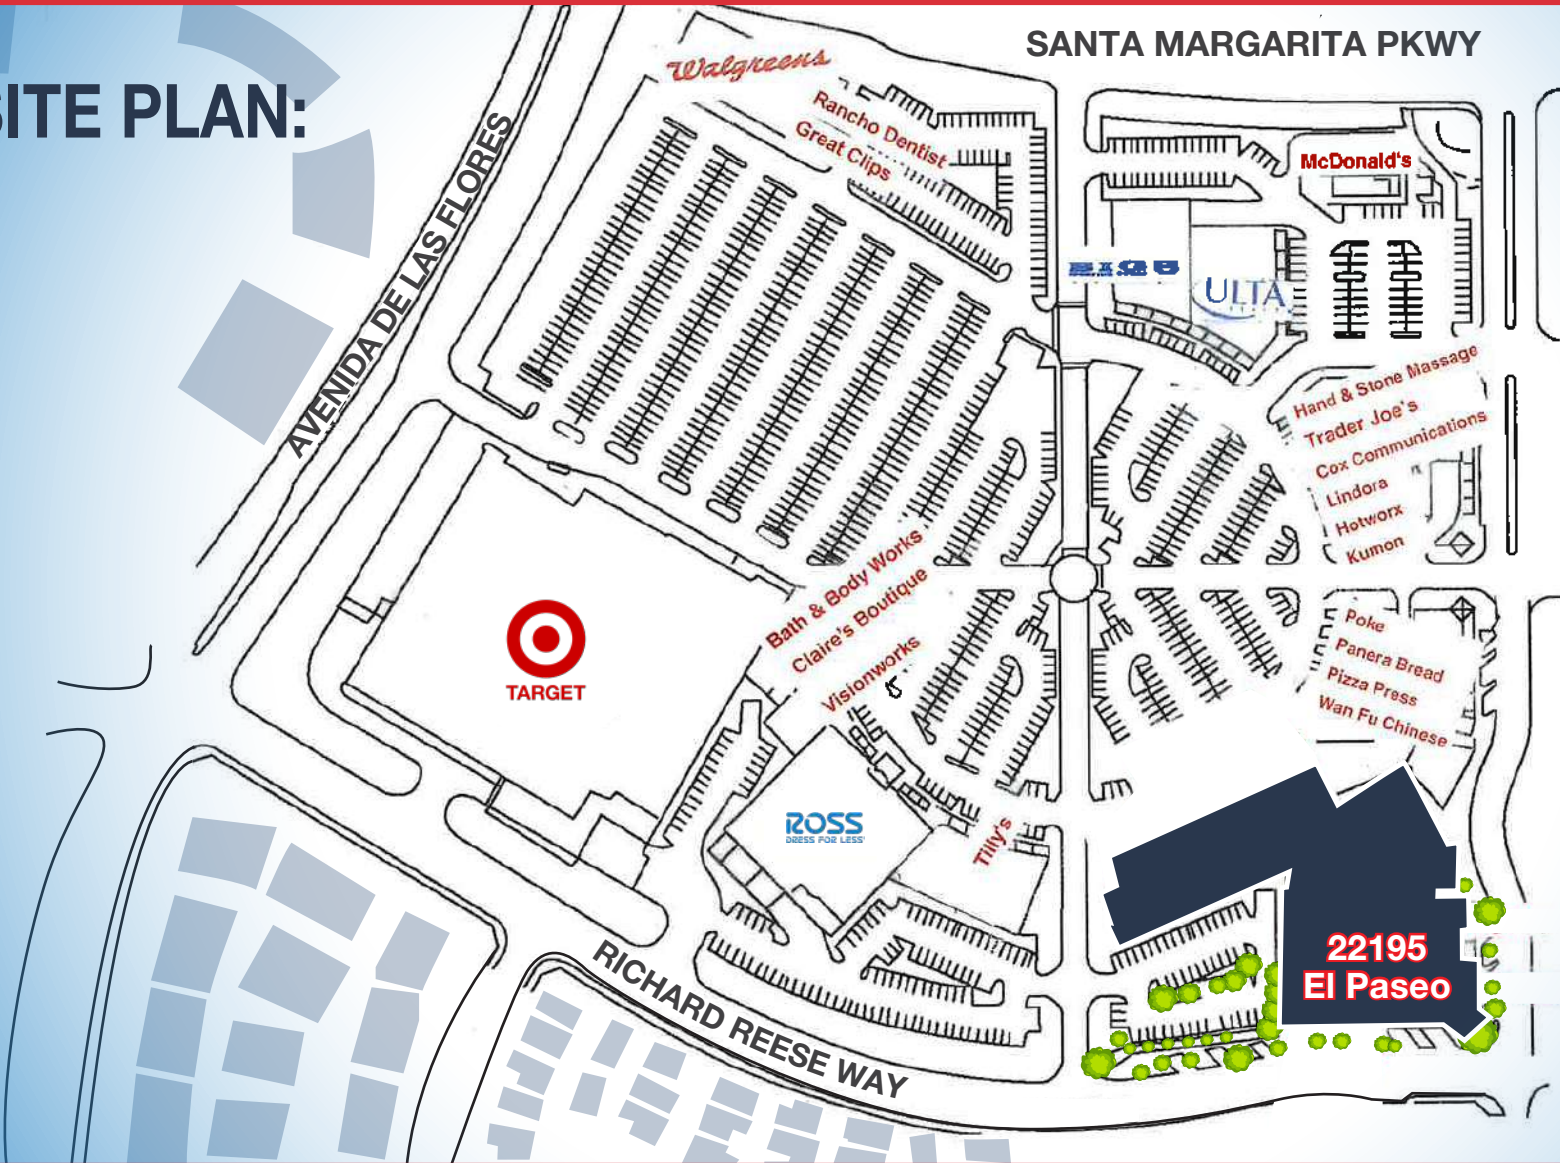 SITE PLAN:
SANTA MARGARITA PKWY
AVENIDA DE LAS FLORES
Walgreens
Rancho Dentist
Great Clips
McDonald's
ULTA
Hand & Stone Massage
Trader Joe's
Cox Communications
Lindora
Hotworx
Kumon
Bath & Body Works
Claire's Boutique
Visionworks
TARGET
Poke
Panera Bread
Pizza Press
Wan Fu Chinese
ROSS
DRESS FOR LESS
Tilly's
22195
El Paseo
RICHARD REESE WAY